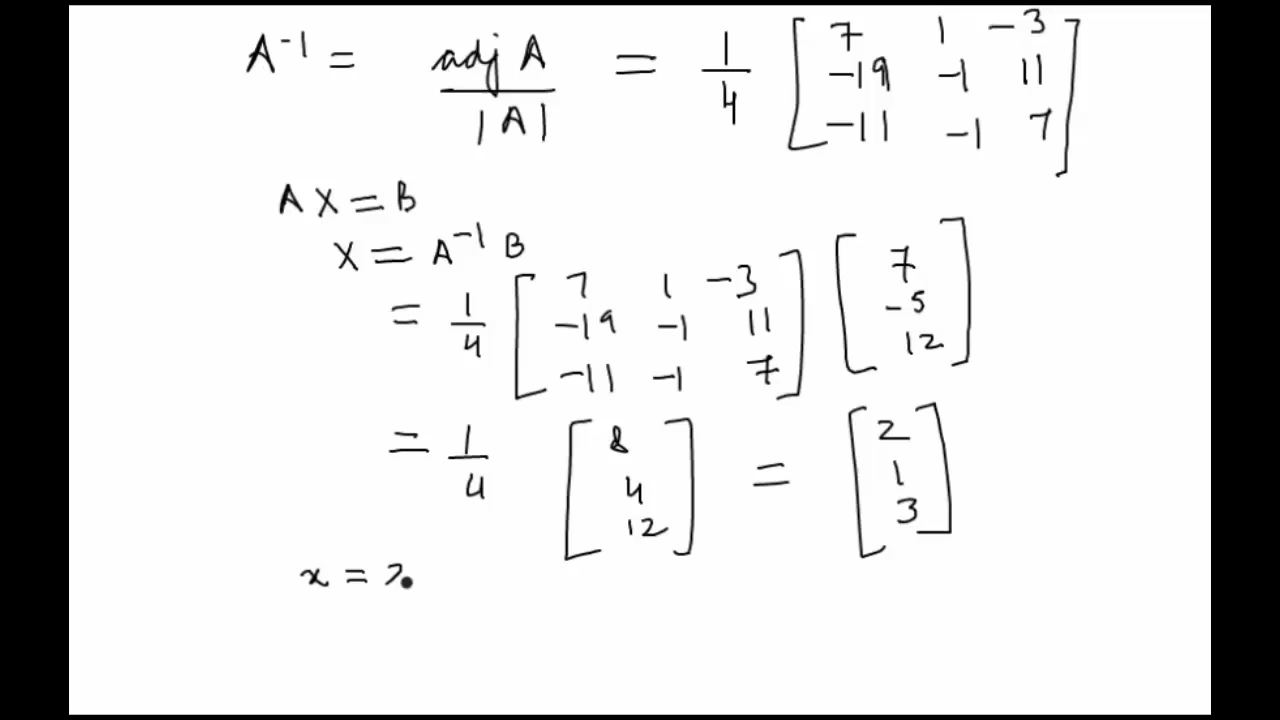 A⁻¹ = adj A / |A| = 1/4 [ 7 1 -3
-19 -1 11
-11 -1 7 ]
AX = B
X = A⁻¹ B
= 1/4 [ 7 1 -3 [ 7
-19 -1 11 -5
-11 -1 7 ] 12 ]
= 1/4 [ 8 = [ 2
4 1
12 ] 3 ]
x = 2